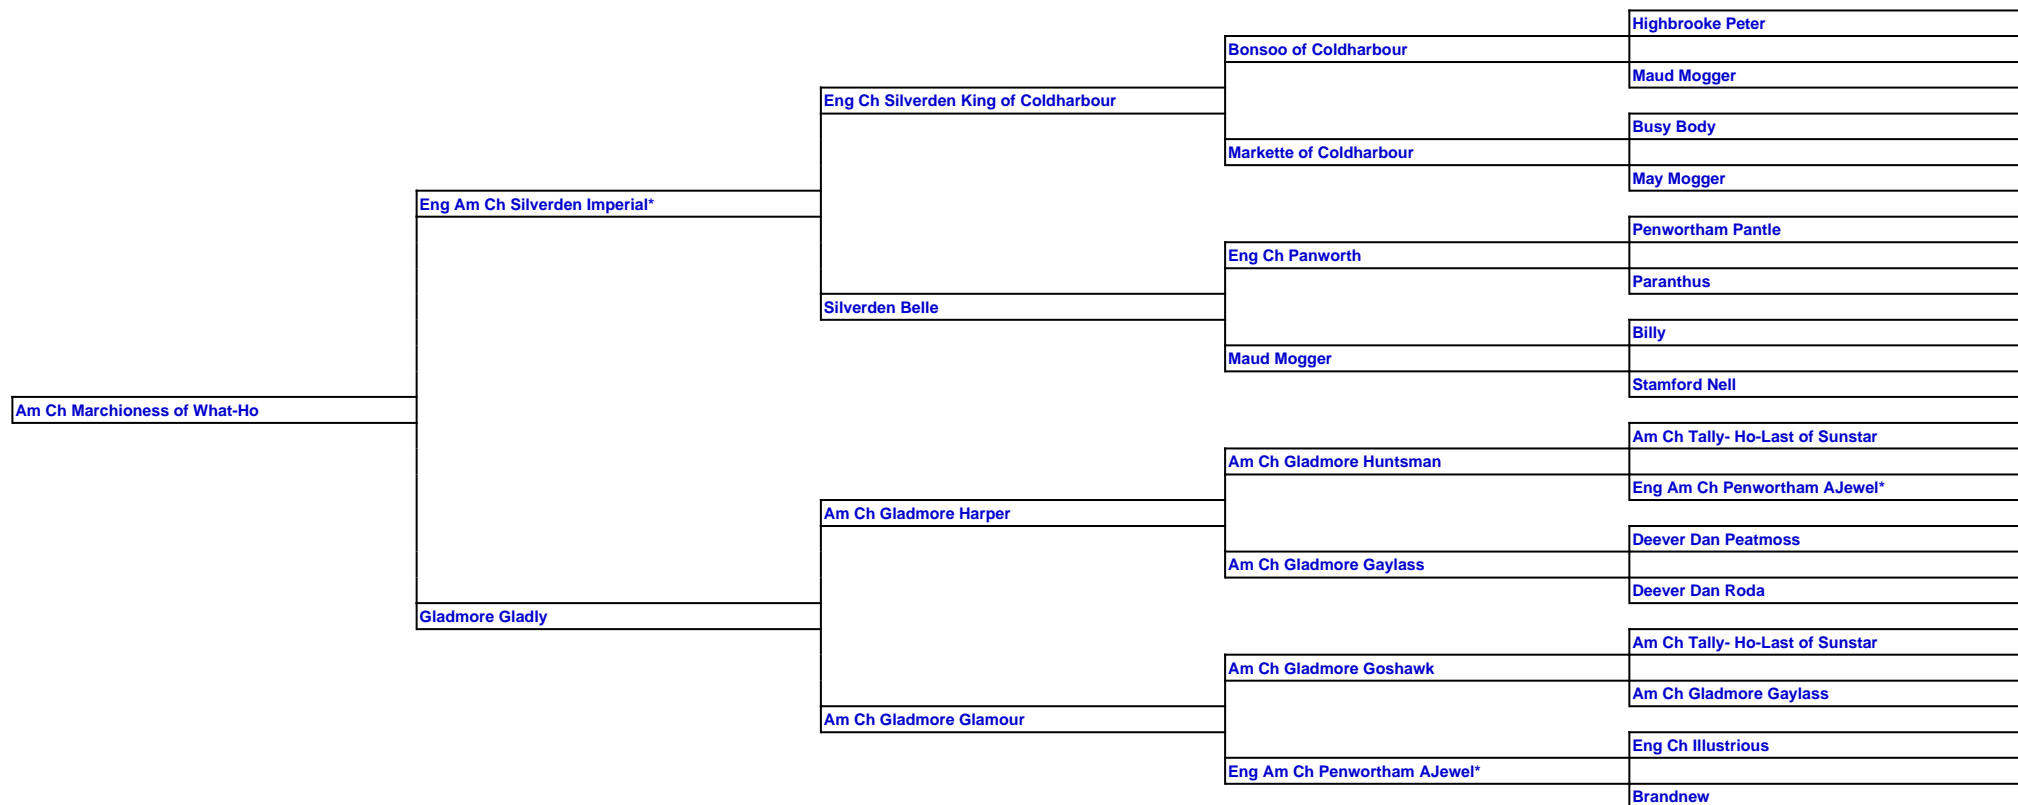 Highbrooke Peter
Bonsoo of Coldharbour
Maud Mogger
Eng Ch Silverden King of Coldharbour
Busy Body
Markette of Coldharbour
May Mogger
Eng Am Ch Silverden Imperial*
Penwortham Pantle
Eng Ch Panworth
Paranthus
Silverden Belle
Billy
Maud Mogger
Stamford Nell
Am Ch Marchioness of What-Ho
Am Ch Tally- Ho-Last of Sunstar
Am Ch Gladmore Huntsman
Eng Am Ch Penwortham AJewel*
Am Ch Gladmore Harper
Deever Dan Peatmoss
Am Ch Gladmore Gaylass
Deever Dan Roda
Gladmore Gladly
Am Ch Tally- Ho-Last of Sunstar
Am Ch Gladmore Goshawk
Am Ch Gladmore Gaylass
Am Ch Gladmore Glamour
Eng Ch Illustrious
Eng Am Ch Penwortham AJewel*
Brandnew